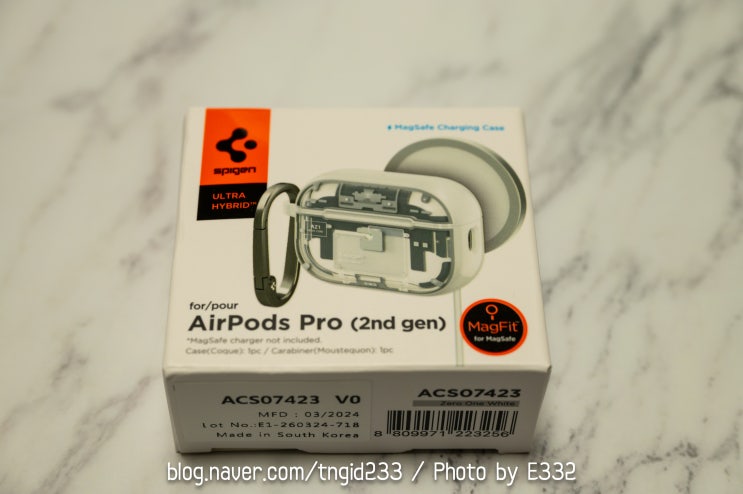 MagSafe Charging Case
spigen
ULTRA
HYBRID™
for/pour
AirPods Pro (2nd gen)
*MagSafe charger not included.
Case(Coque): 1pc / Carabiner(Moustequon): 1pc
MagFit™
for MagSafe
ACS07423 V0
MFD : 03/2024
Lot No.:E1-260324-718
Made in South Korea
ACS07423
Zero One White
8 809971 223256
blog.naver.com/tngid233 / Photo by E332